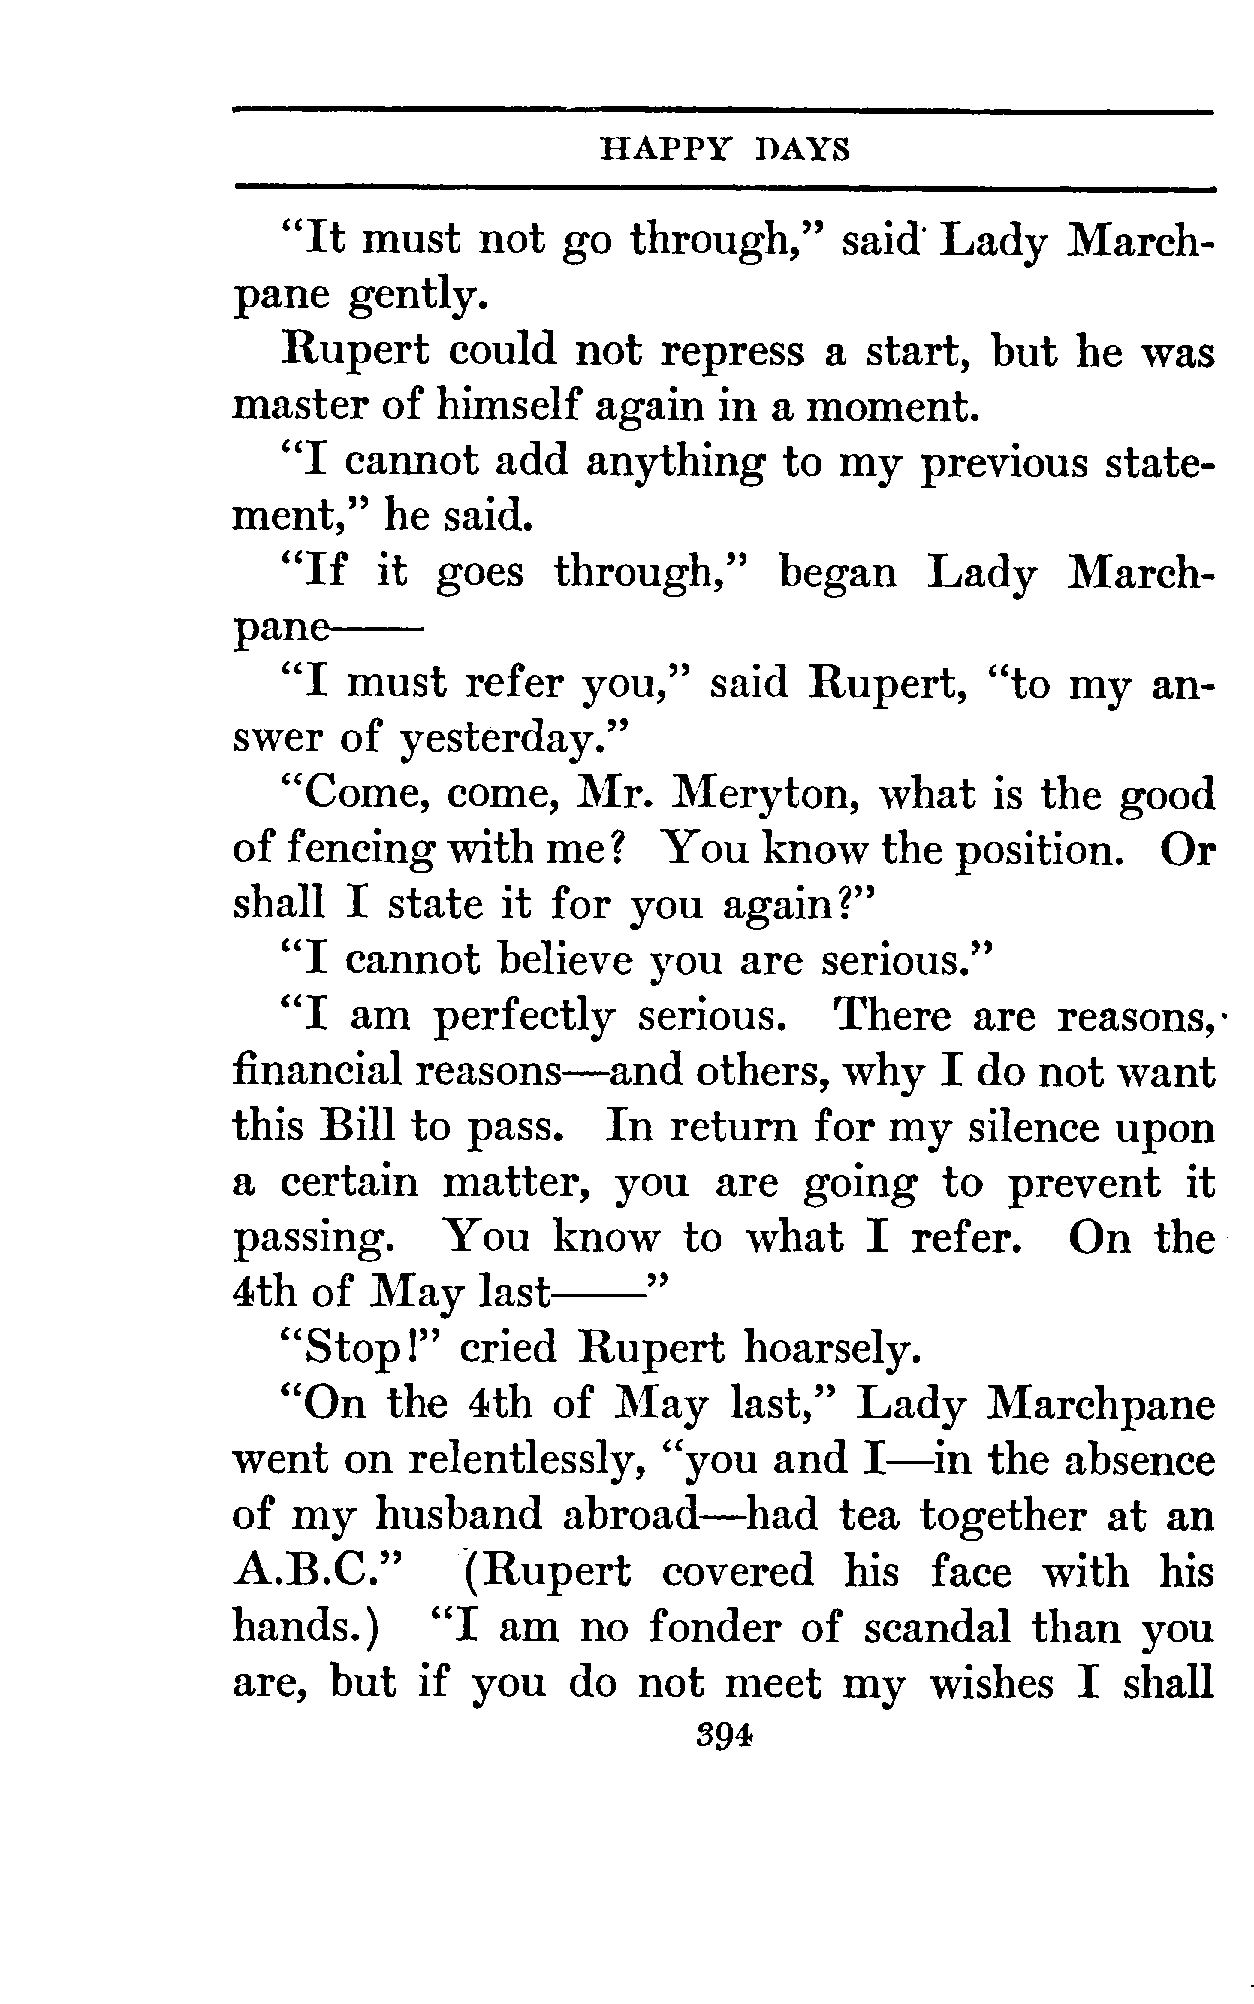 HAPPY DAYS
“It must not go through,” said Lady March-
pane gently.
Rupert could not repress a start, but he was
master of himself again in a moment.
“I cannot add anything to my previous state-
ment,” he said.
“If it goes through,” began Lady March-
pane——
“I must refer you,” said Rupert, “to my an-
swer of yesterday.”
“Come, come, Mr. Meryton, what is the good
of fencing with me? You know the position. Or
shall I state it for you again?”
“I cannot believe you are serious.”
“I am perfectly serious. There are reasons,
financial reasons—and others, why I do not want
this Bill to pass. In return for my silence upon
a certain matter, you are going to prevent it
passing. You know to what I refer. On the
4th of May last——”
“Stop!” cried Rupert hoarsely.
“On the 4th of May last,” Lady Marchpane
went on relentlessly, “you and I—in the absence
of my husband abroad—had tea together at an
A.B.C.” (Rupert covered his face with his
hands.) “I am no fonder of scandal than you
are, but if you do not meet my wishes I shall
394